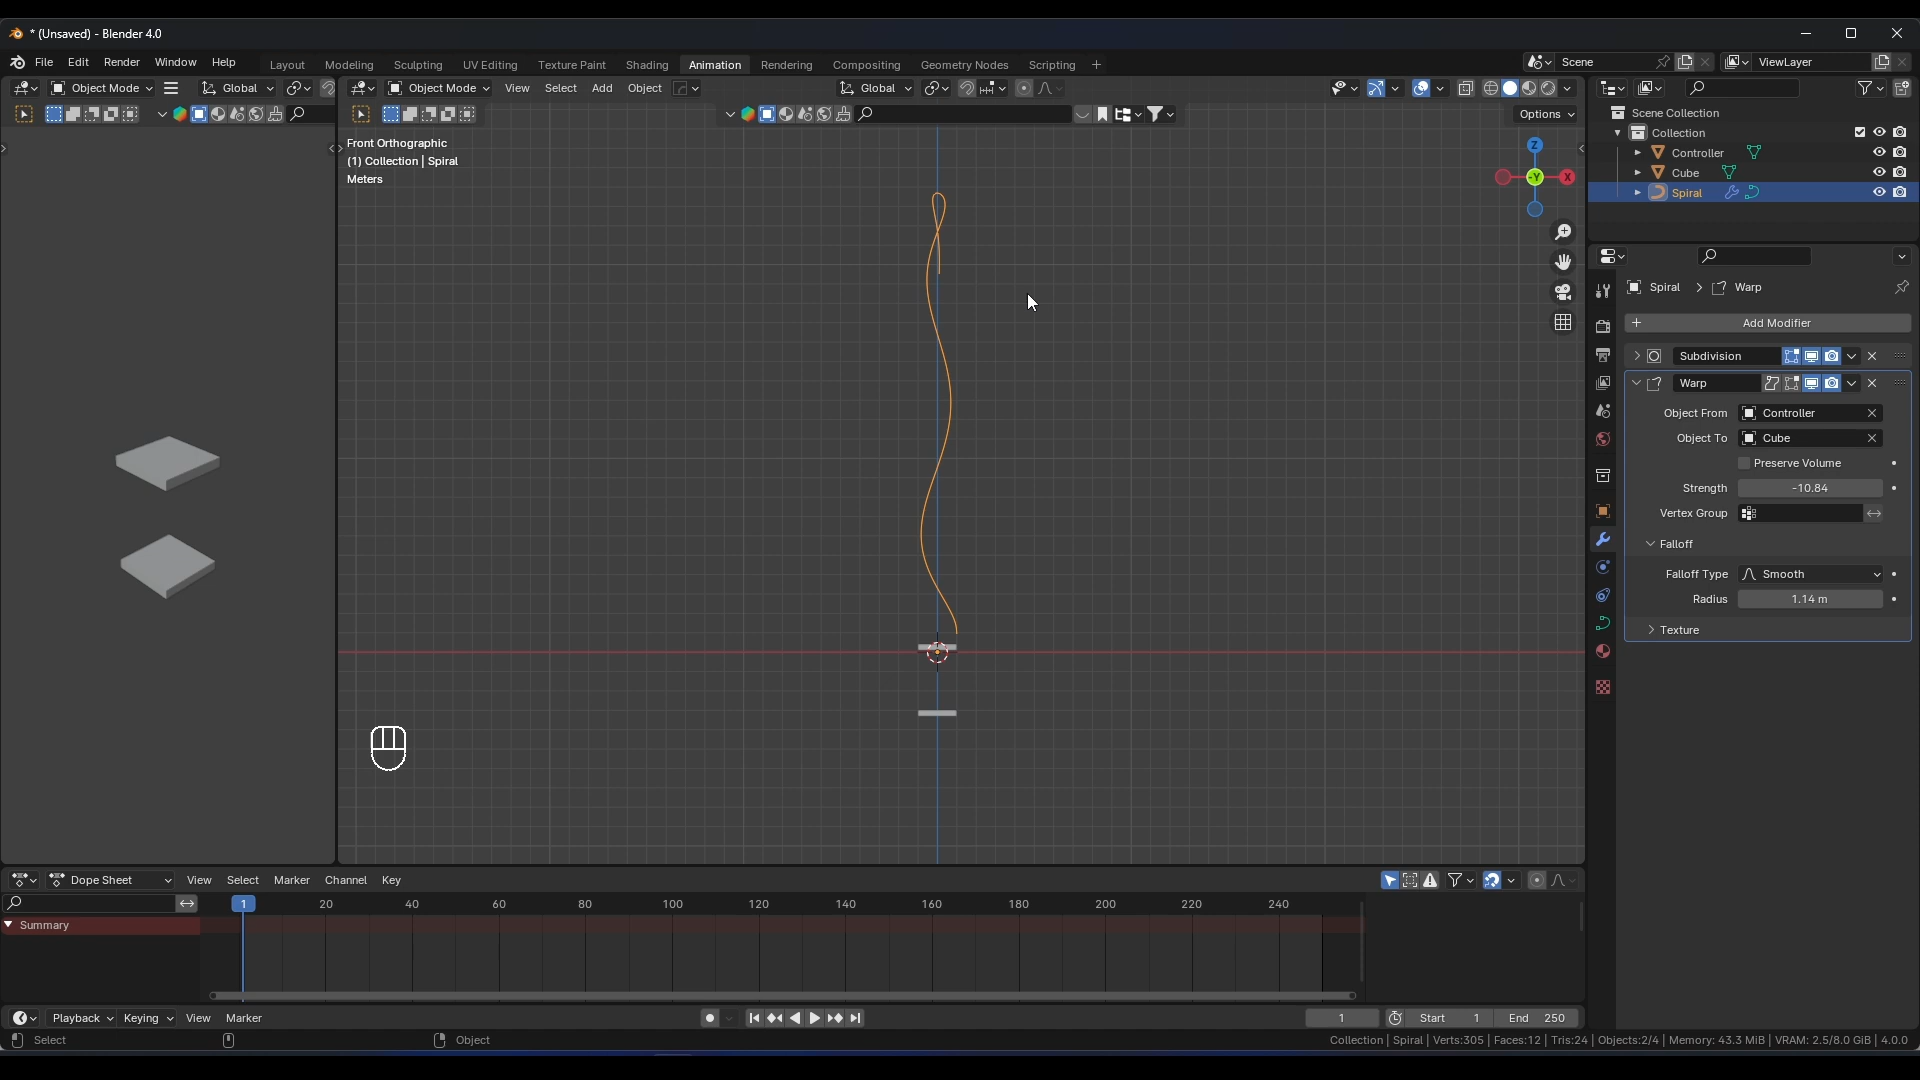 * (Unsaved) - Blender 4.0
File Edit Render Window Help
Layout Modeling Sculpting UV Editing Texture Paint Shading Animation Rendering Compositing Geometry Nodes Scripting +
Scene
ViewLayer
Object Mode
Global
Object Mode View Select Add Object
Global
Options
Front Orthographic
(1) Collection | Spiral
Meters
Z
-Y
X
Scene Collection
Collection
Controller
Cube
Spiral
Spiral > Warp
+ Add Modifier
Subdivision
Warp
Object From Controller
Object To Cube
Preserve Volume
Strength -10.84
Vertex Group
Falloff
Falloff Type Smooth
Radius 1.14 m
Texture
Dope Sheet View Select Marker Channel Key
1 20 40 60 80 100 120 140 160 180 200 220 240
Summary
Playback Keying View Marker
1
Start 1
End 250
Select
Object
Collection | Spiral | Verts:305 | Faces:12 | Tris:24 | Objects:2/4 | Memory: 43.3 MiB | VRAM: 2.5/8.0 GiB | 4.0.0